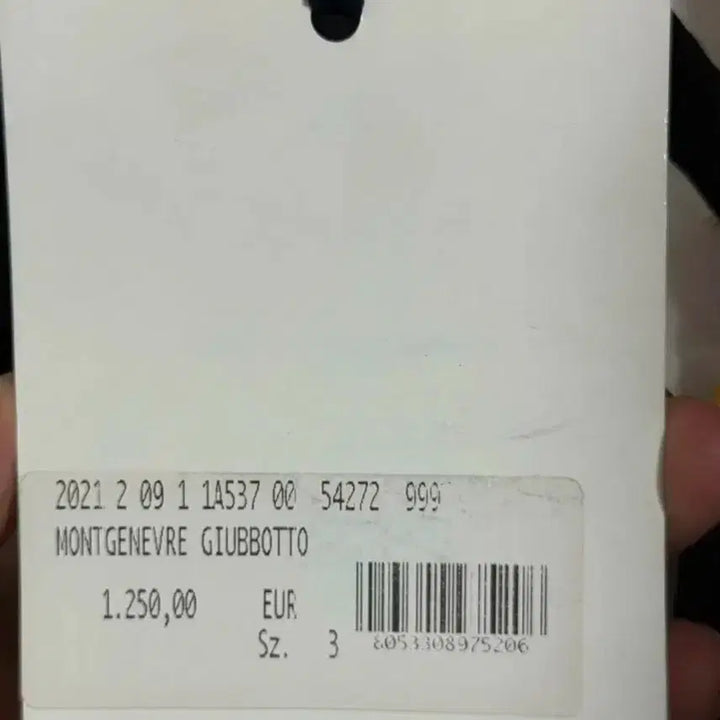 2021 2 09 1 1A537 00 54272 999
MONTGENEVRE GIUBBOTTO
1.250,00 EUR
Sz. 3
8053308975206